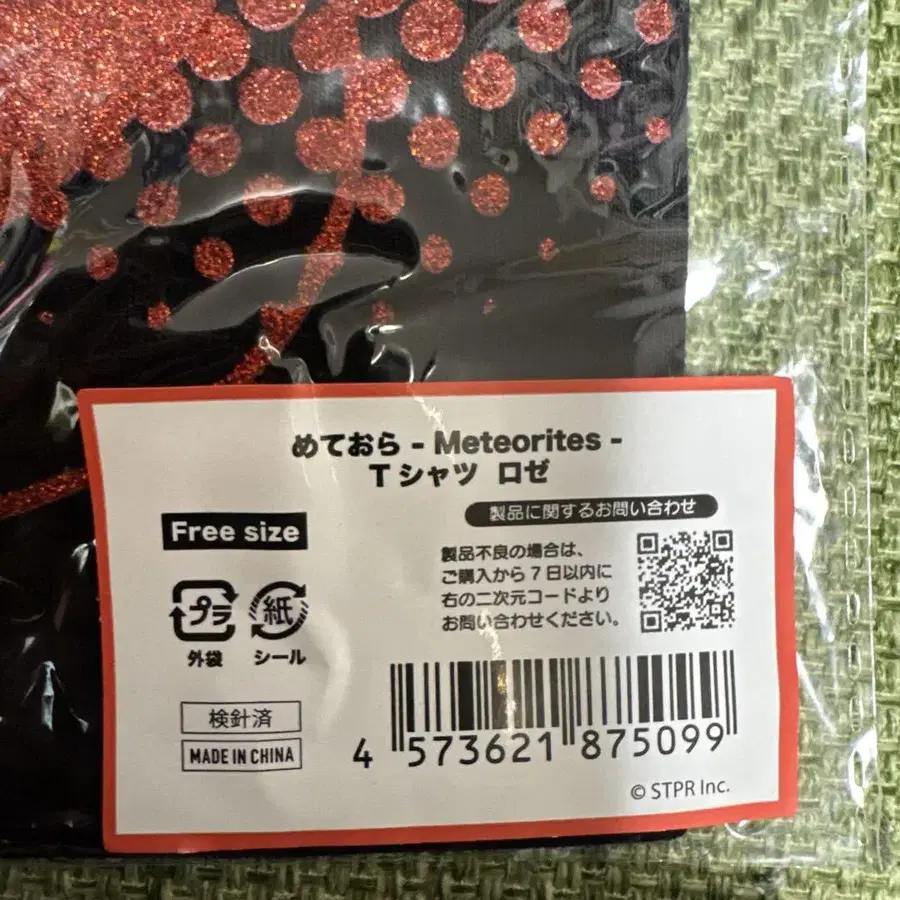 めておら - Meteorites -
Tシャツ ロゼ
Free size
製品に関するお問い合わせ
製品不良の場合は、
ご購入から7日以内に
右の二次元コードより
お問い合わせください。
プラ
紙
外袋
シール
検針済
MADE IN CHINA
4 573621 875099
© STPR Inc.